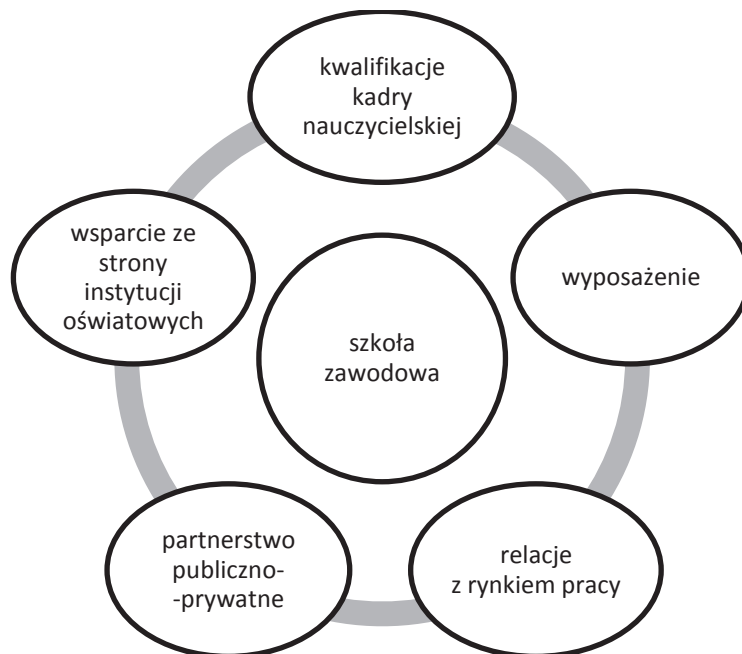 kwalifikacje
kadry
nauczycielskiej
wsparcie ze
strony
instytucji
oświatowych
wyposażenie
szkoła
zawodowa
partnerstwo
publiczno-
-prywatne
relacje
z rynkiem pracy